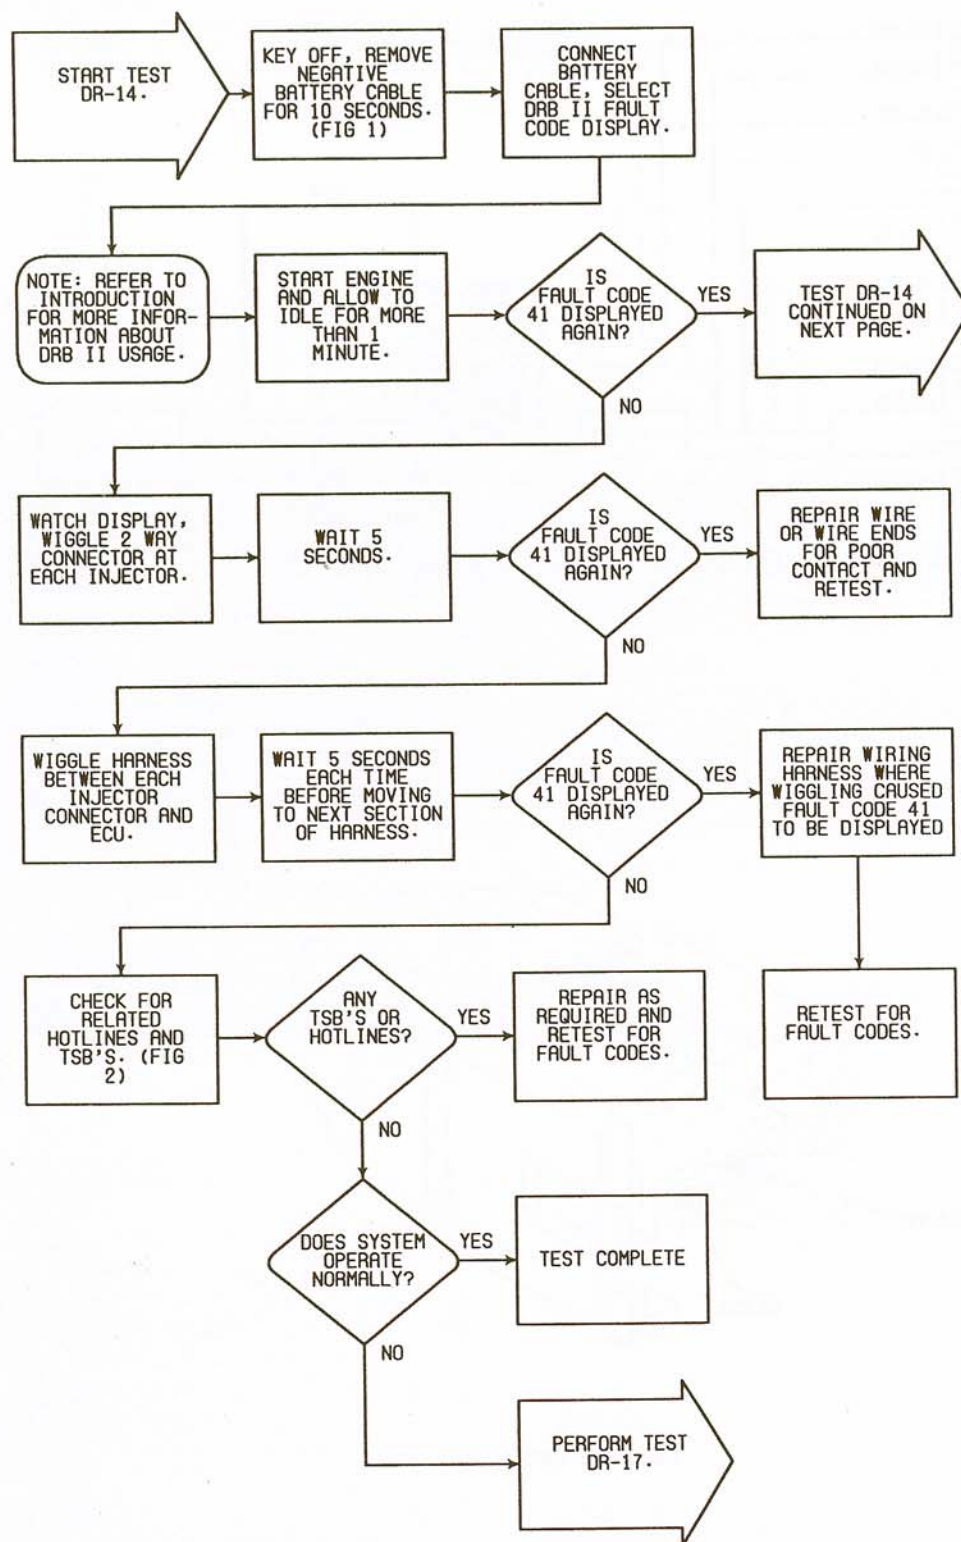 START TEST
DR-14.
KEY OFF, REMOVE
NEGATIVE
BATTERY CABLE
FOR 10 SECONDS.
(FIG 1)
CONNECT
BATTERY
CABLE, SELECT
DRB II FAULT
CODE DISPLAY.
NOTE: REFER TO
INTRODUCTION
FOR MORE INFOR-
MATION ABOUT
DRB II USAGE.
START ENGINE
AND ALLOW TO
IDLE FOR MORE
THAN 1
MINUTE.
IS
FAULT CODE
41 DISPLAYED
AGAIN?
YES
TEST DR-14
CONTINUED ON
NEXT PAGE.
NO
WATCH DISPLAY,
WIGGLE 2 WAY
CONNECTOR AT
EACH INJECTOR.
WAIT 5
SECONDS.
IS
FAULT CODE
41 DISPLAYED
AGAIN?
YES
REPAIR WIRE
OR WIRE ENDS
FOR POOR
CONTACT AND
RETEST.
NO
WIGGLE HARNESS
BETWEEN EACH
INJECTOR
CONNECTOR AND
ECU.
WAIT 5 SECONDS
EACH TIME
BEFORE MOVING
TO NEXT SECTION
OF HARNESS.
IS
FAULT CODE
41 DISPLAYED
AGAIN?
YES
REPAIR WIRING
HARNESS WHERE
WIGGLING CAUSED
FAULT CODE 41
TO BE DISPLAYED
NO
CHECK FOR
RELATED
HOTLINES AND
TSB'S. (FIG
2)
ANY
TSB'S OR
HOTLINES?
YES
REPAIR AS
REQUIRED AND
RETEST FOR
FAULT CODES.
RETEST FOR
FAULT CODES.
NO
DOES SYSTEM
OPERATE
NORMALLY?
YES
TEST COMPLETE
NO
PERFORM TEST
DR-17.